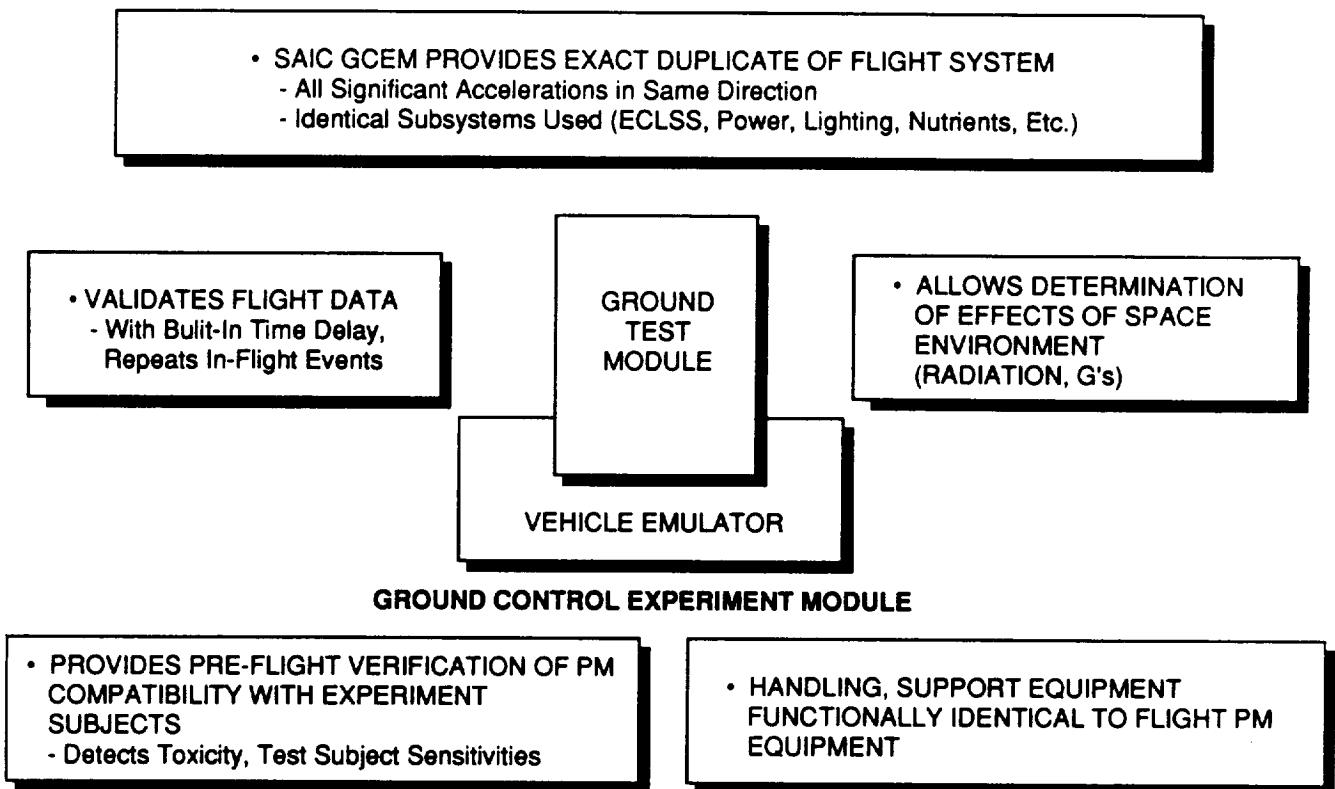 • SAIC GCEM PROVIDES EXACT DUPLICATE OF FLIGHT SYSTEM
- All Significant Accelerations in Same Direction
- Identical Subsystems Used (ECLSS, Power, Lighting, Nutrients, Etc.)
• VALIDATES FLIGHT DATA
- With Bulit-In Time Delay,
Repeats In-Flight Events
GROUND
TEST
MODULE
• ALLOWS DETERMINATION
OF EFFECTS OF SPACE
ENVIRONMENT
(RADIATION, G's)
VEHICLE EMULATOR
GROUND CONTROL EXPERIMENT MODULE
• PROVIDES PRE-FLIGHT VERIFICATION OF PM
COMPATIBILITY WITH EXPERIMENT
SUBJECTS
- Detects Toxicity, Test Subject Sensitivities
• HANDLING, SUPPORT EQUIPMENT
FUNCTIONALLY IDENTICAL TO FLIGHT PM
EQUIPMENT